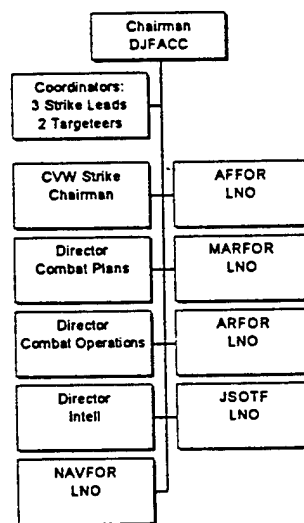 Chairman
DJFACC
Coordinators:
3 Strike Leads
2 Targeteers
CVW Strike
Chairman
AFFOR
LNO
Director
Combat Plans
MARFOR
LNO
Director
Combat Operations
ARFOR
LNO
Director
Intell
JSOTF
LNO
NAVFOR
LNO